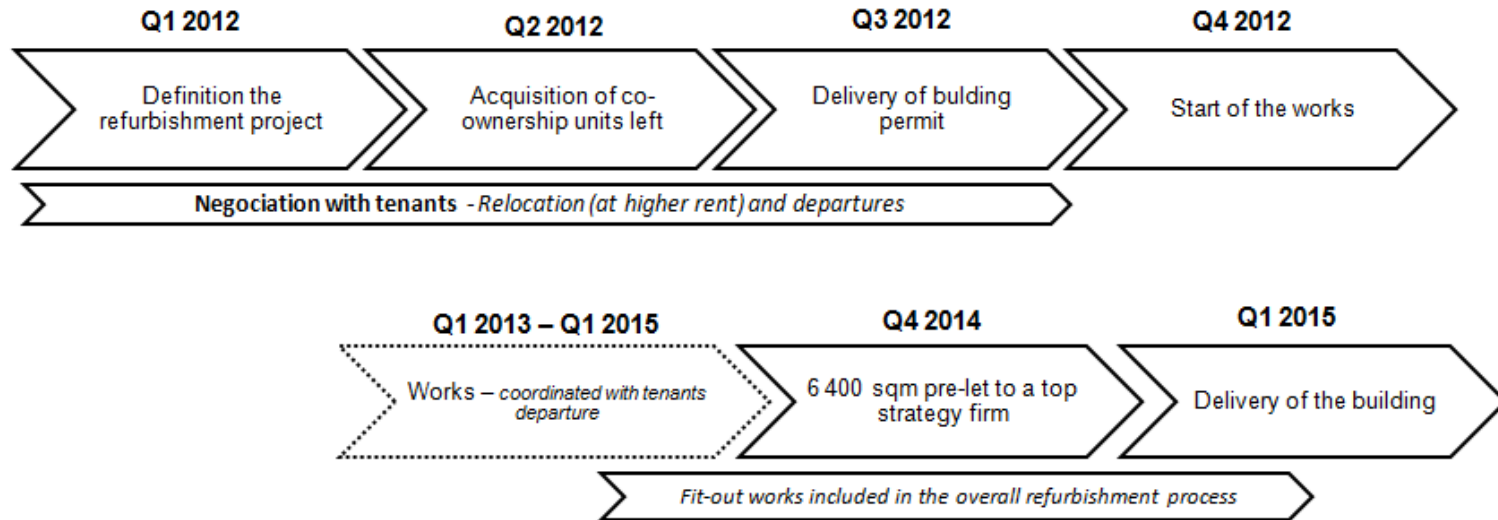 Q1 2012
Q2 2012
Q3 2012
Q4 2012
Definition the
refurbishment project
Acquisition of co-
ownership units left
Delivery of bulding
permit
Start of the works
Negociation with tenants - Relocation (at higher rent) and departures
Q1 2013 – Q1 2015
Q4 2014
Q1 2015
Works – coordinated with tenants
departure
6 400 sqm pre-let to a top
strategy firm
Delivery of the building
Fit-out works included in the overall refurbishment process